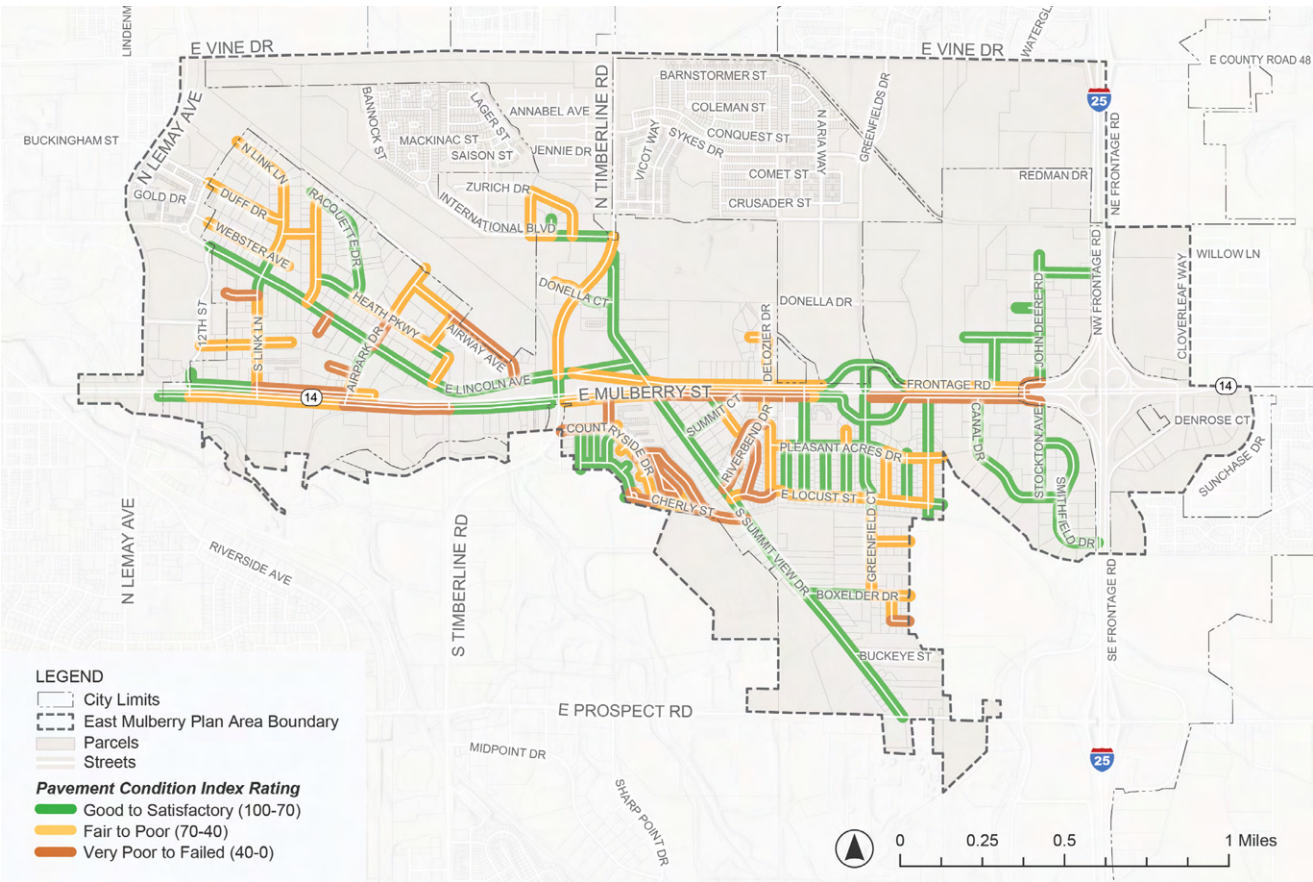 LINDENM
E VINE DR
E VINE DR
WATERGL
E COUNTY ROAD 48
25
BARNSTORMER ST
N LEMAY AVE
BANNOCK ST
LAGER ST
ANNABEL AVE
N TIMBERLINE RD
COLEMAN ST
N ARIA WAY
GREENFIELDS DR
NE FRONTAGE RD
BUCKINGHAM ST
MACKINAC ST
SAISON ST
JENNIE DR
VICOT WAY
SYKES DR
CONQUEST ST
N LINK LN
COMET ST
REDMAN DR
GOLD DR
DUFF DR
RACQUETTE DR
ZURICH DR
INTERNATIONAL BLVD
CRUSADER ST
WEBSTER AVE
NW FRONTAGE RD
WILLOW LN
CLOVERLEAF WAY
12TH ST
HEATH PKWY
DONELLA CT
DONELLA DR
JOHN DEERE RD
S LINK LN
AIRPARK DR
AIRWAY AVE
DELOZIER DR
E LINCOLN AVE
14
E MULBERRY ST
FRONTAGE RD
14
SUMMIT CT
COUNTRYSIDE DR
RIVERBEND DR
PLEASANT ACRES DR
CANAL DR
STOCKTON AVE
DENROSE CT
SUNCHASE DR
CHERLY ST
E LOCUST ST
SMITHFIELD DR
N LEMAY AVE
S TIMBERLINE RD
RIVERSIDE AVE
S SUMMIT VIEW DR
GREENFIELD CT
BOXELDER DR
SE FRONTAGE RD
BUCKEYE ST
E PROSPECT RD
MIDPOINT DR
SHARP POINT DR
25
LEGEND
City Limits
East Mulberry Plan Area Boundary
Parcels
Streets
Pavement Condition Index Rating
Good to Satisfactory (100-70)
Fair to Poor (70-40)
Very Poor to Failed (40-0)
0 0.25 0.5 1 Miles